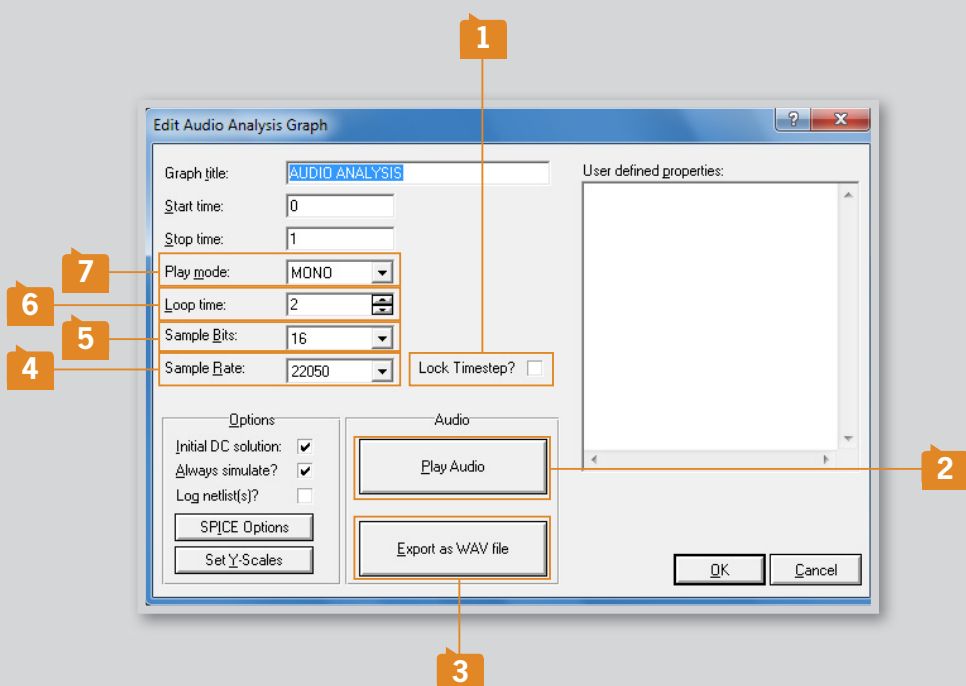 1
Edit Audio Analysis Graph
Graph title: AUDIO ANALYSIS
Start time: 0
Stop time: 1
7 Play mode: MONO
6 Loop time: 2
5 Sample Bits: 16
4 Sample Rate: 22050
Lock Timestep?
User defined properties:
Options
Initial DC solution:
Always simulate?
Log netlist(s)?
SPICE Options
Set Y-Scales
Audio
Play Audio
2
Export as WAV file
3
OK
Cancel